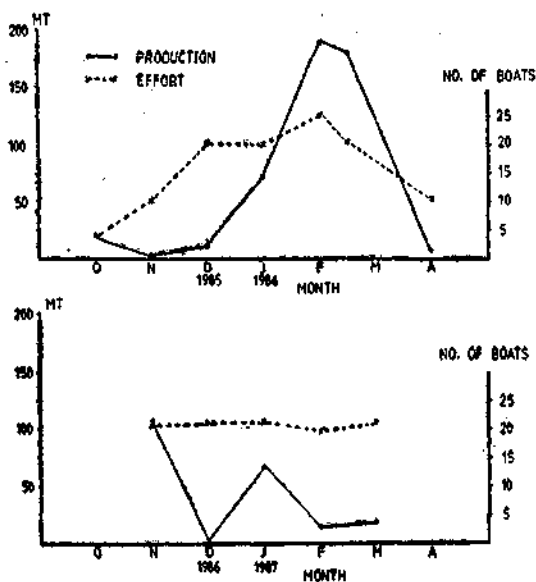 MT
200
150
100
50
PRODUCTION
EFFORT
NO. OF BOATS
25
20
15
10
5
O N D J F M A
1985 1986
MONTH
MT
200
150
100
50
NO. OF BOATS
25
20
15
10
5
O N D J F M A
1986 1987
MONTH